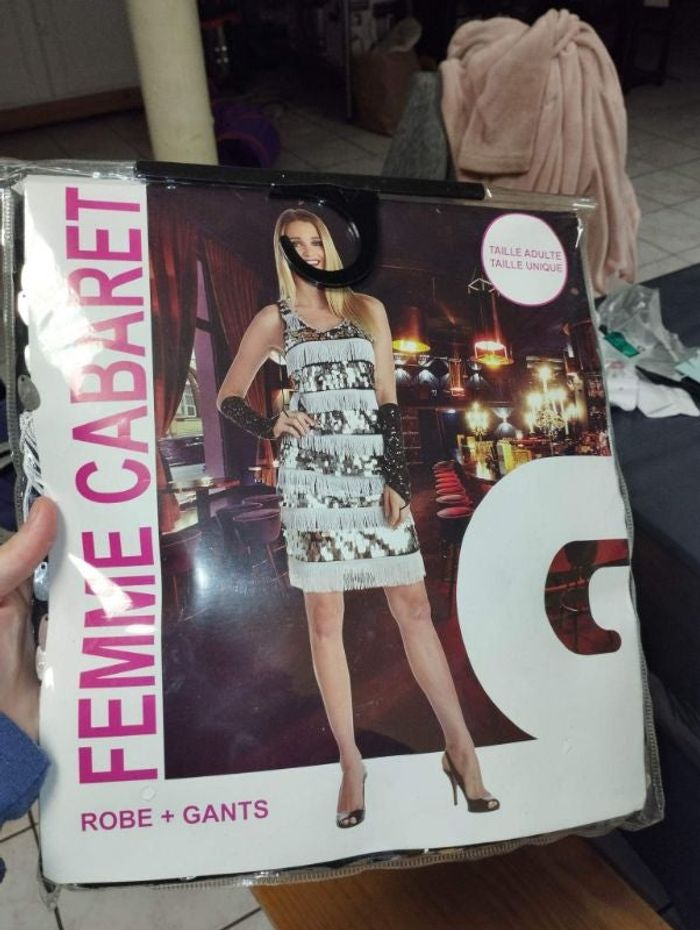 FEMME CABARET
TAILLE ADULTE
TAILLE UNIQUE
ROBE + GANTS